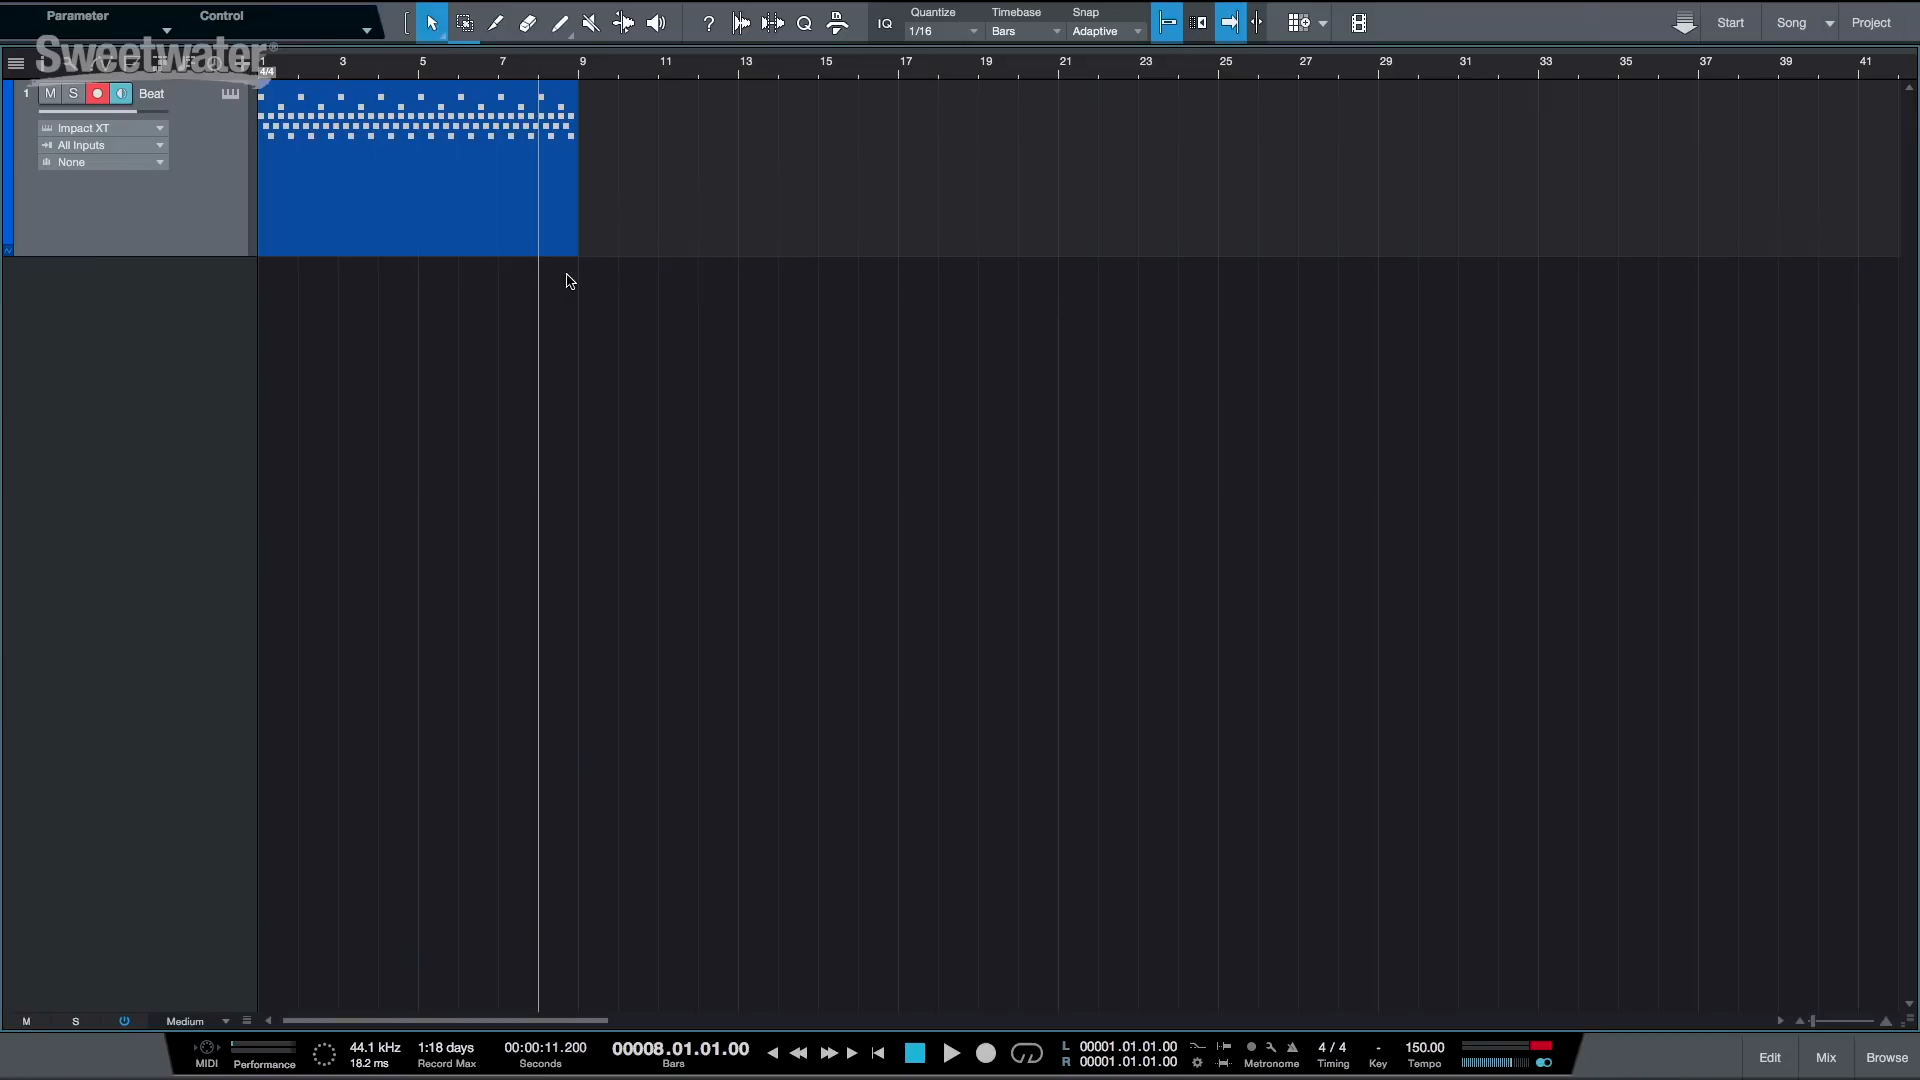 Parameter
Control
?
Q
IQ
Quantize
1/16
Timebase
Bars
Snap
Adaptive
Start
Song
Project
Sweetwater®
1 3 5 7 9 11 13 15 17 19 21 23 25 27 29 31 33 35 37 39 41
4/4
1 M S Beat
Impact XT
All Inputs
None
M S Medium
MIDI
Performance
44.1 kHz
18.2 ms
1:18 days
Record Max
00:00:11.200
Seconds
00008.01.01.00
Bars
L 00001.01.01.00
R 00001.01.01.00
Metronome
4 / 4
Timing
-
Key
150.00
Tempo
Edit
Mix
Browse